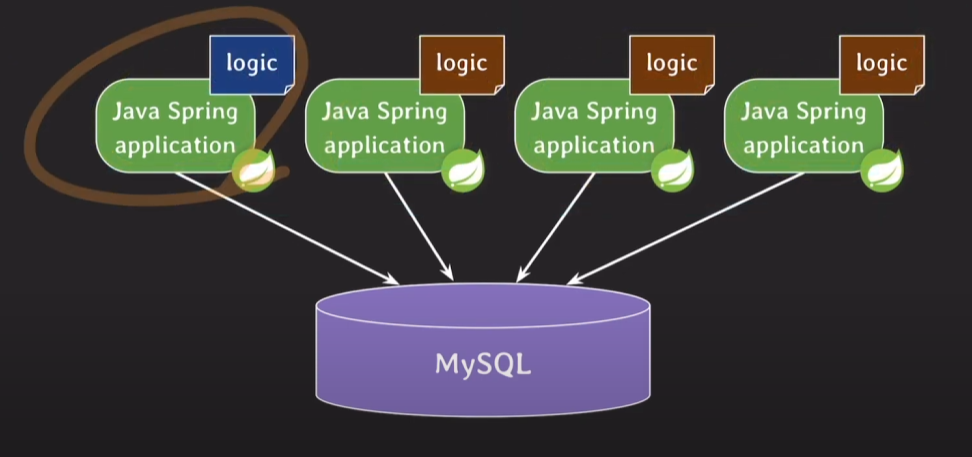 logic
logic
logic
logic
Java Spring
application
Java Spring
application
Java Spring
application
Java Spring
application
MySQL